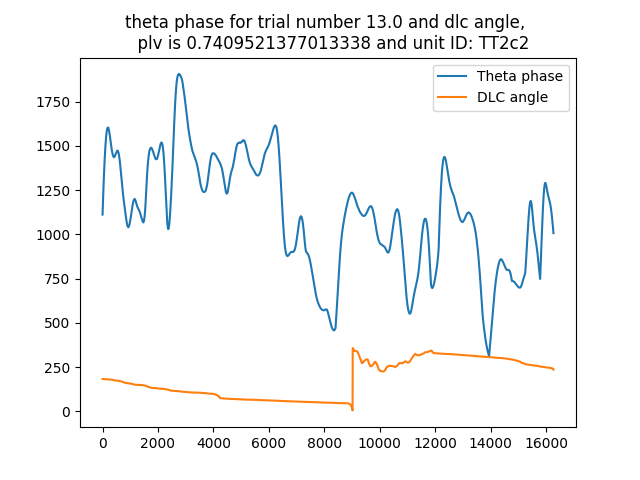 theta phase for trial number 13.0 and dlc angle,
plv is 0.7409521377013338 and unit ID: TT2c2
Theta phase
DLC angle
1750
1500
1250
1000
750
500
250
0
0 2000 4000 6000 8000 10000 12000 14000 16000